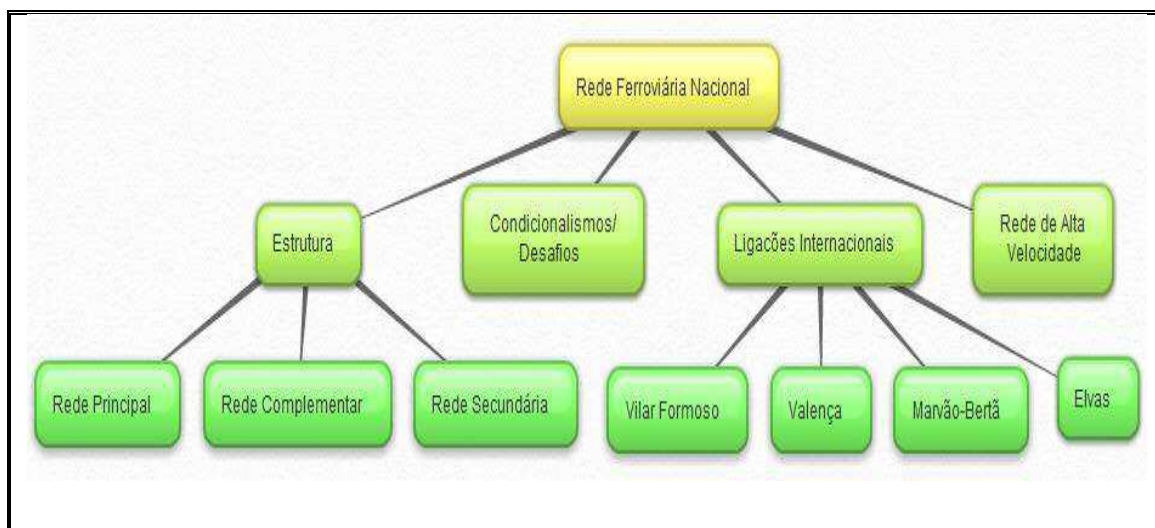 Rede Ferroviária Nacional
Estrutura
Condicionalismos/
Desafios
Ligacões Internacionais
Rede de Alta
Velocidade
Rede Principal
Rede Complementar
Rede Secundária
Vilar Formoso
Valença
Marvão-Bertã
Elvas